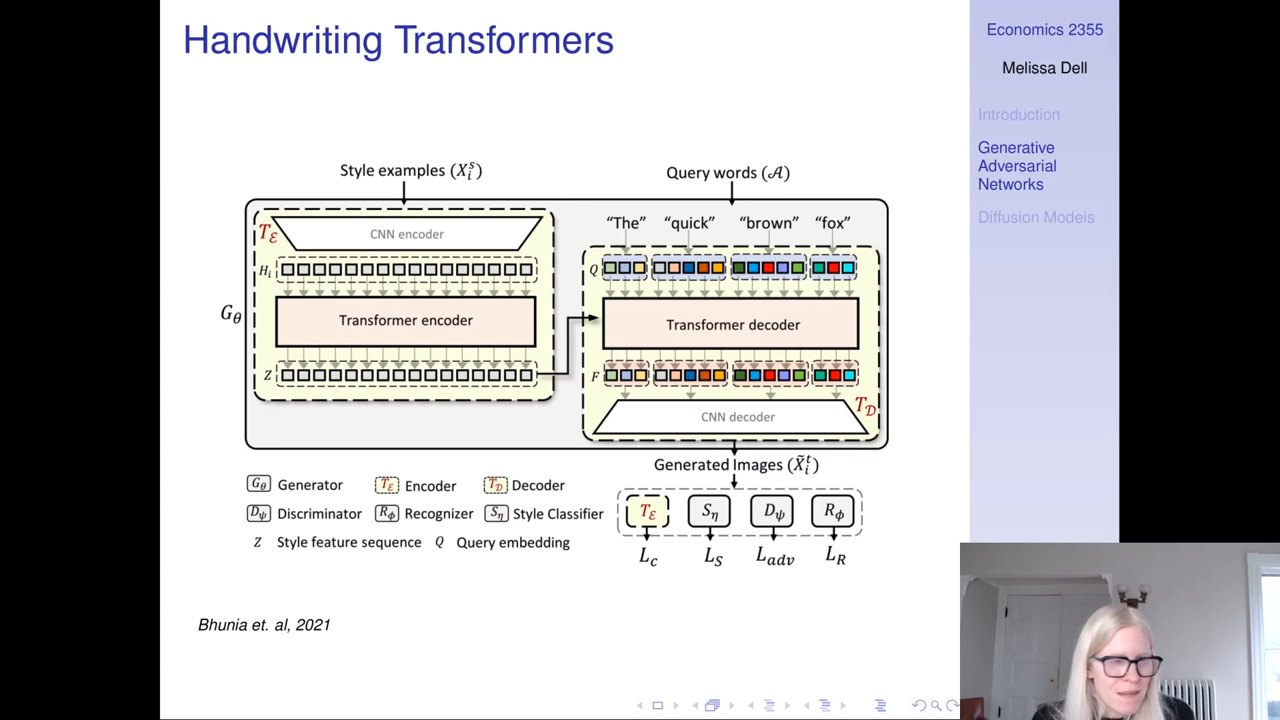 Handwriting Transformers
Economics 2355
Melissa Dell
Introduction
Generative
Adversarial
Networks
Diffusion Models
Style examples (Xᵢˢ)
Query words (𝒜)
T_ℰ
CNN encoder
Hᵢ
Transformer encoder
Z
G_θ
“The” “quick” “brown” “fox”
Q
Transformer decoder
F
CNN decoder
T_𝒟
Generated Images (X̃ᵢᵗ)
G_θ Generator T_ℰ Encoder T_𝒟 Decoder
D_ψ Discriminator R_ϕ Recognizer S_η Style Classifier
Z Style feature sequence Q Query embedding
T_ℰ S_η D_ψ R_ϕ
L_c L_S L_adv L_R
Bhunia et. al, 2021